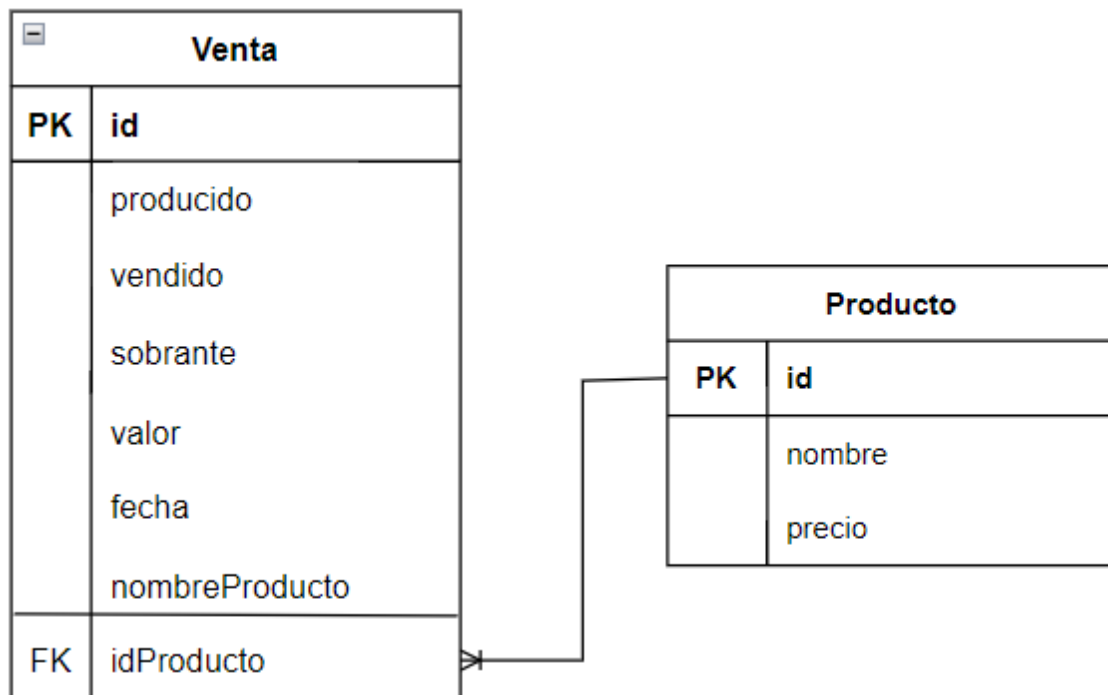 Venta
PK id
producido
vendido
sobrante
valor
fecha
nombreProducto
FK idProducto
Producto
PK id
nombre
precio